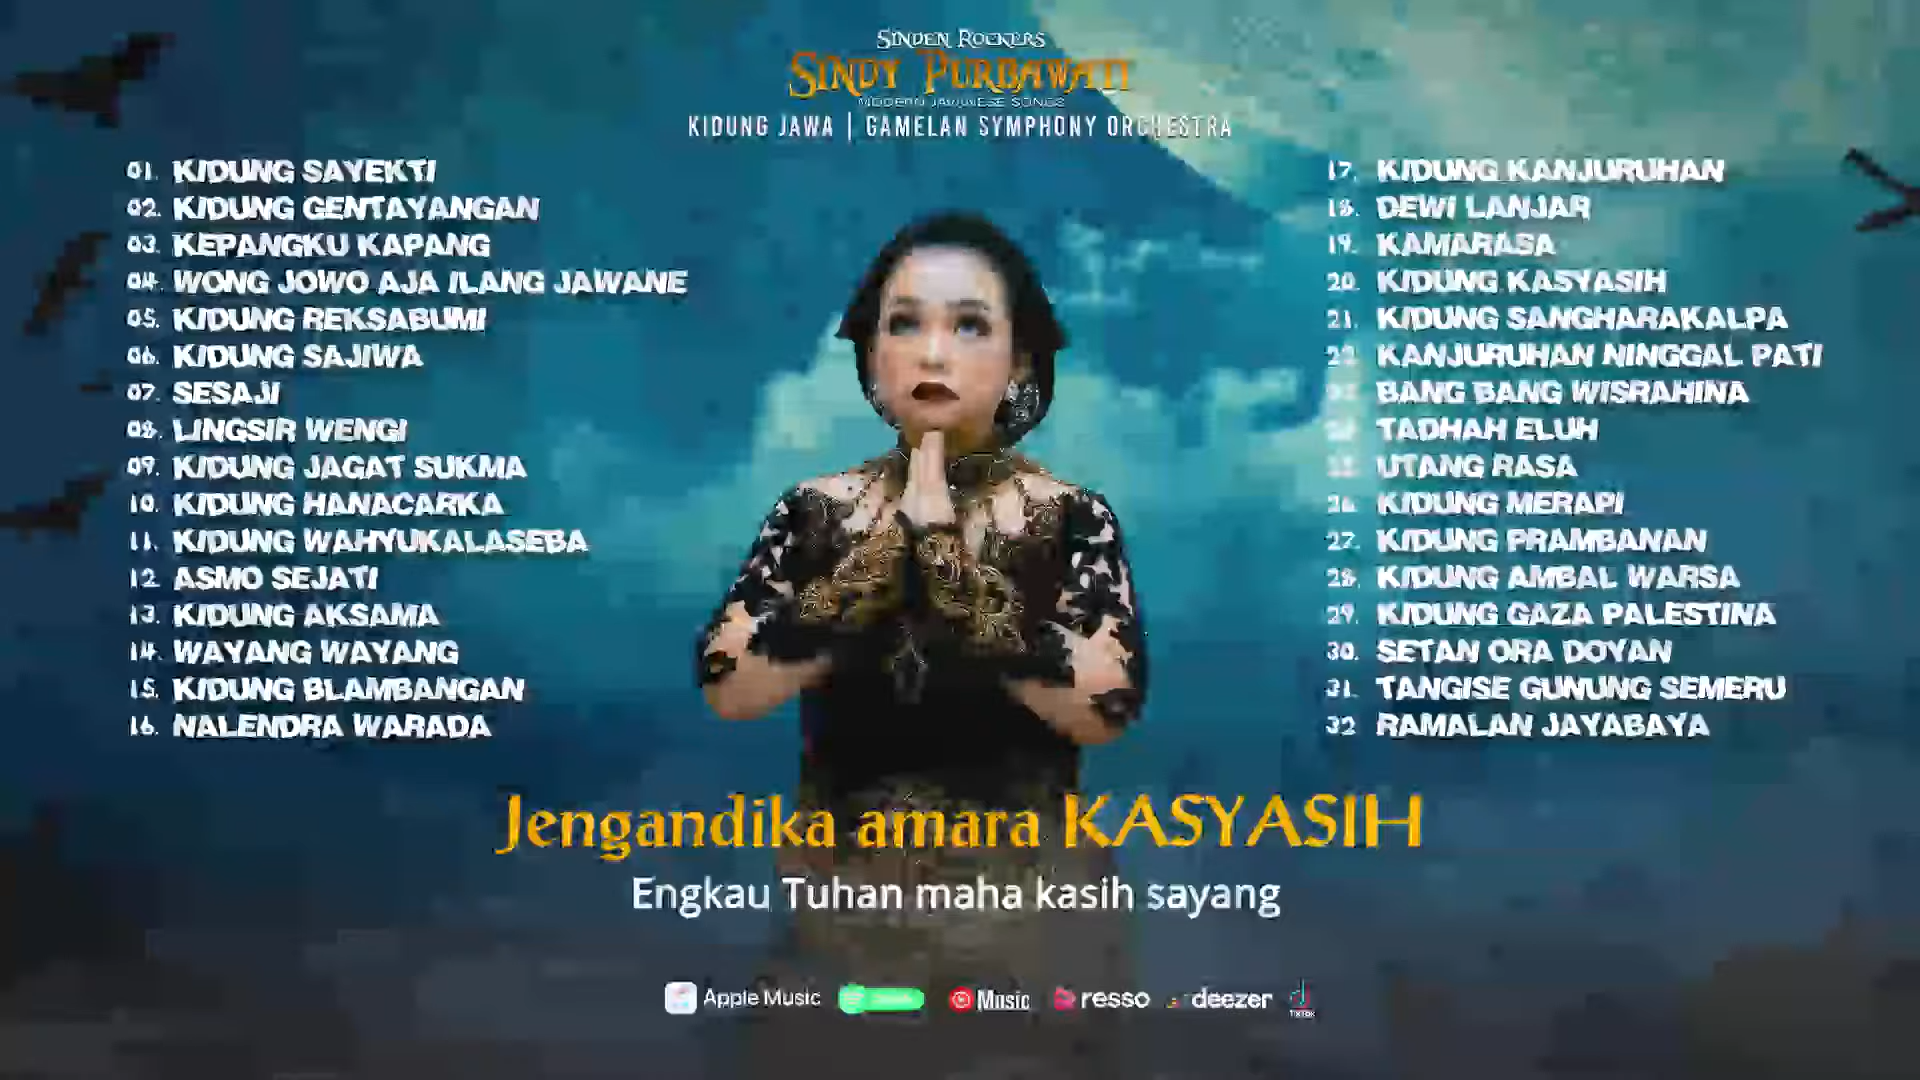 SINDEN ROCKERS
SINDY PURBAWATI
MODERN JAVANESE SONGS
KIDUNG JAWA | GAMELAN SYMPHONY ORCHESTRA
01. KIDUNG SAYEKTI
02. KIDUNG GENTAYANGAN
03. KEPANGKU KAPANG
04. WONG JOWO AJA ILANG JAWANE
05. KIDUNG REKSABUMI
06. KIDUNG SAJIWA
07. SESAJI
08. LINGSIR WENGI
09. KIDUNG JAGAT SUKMA
10. KIDUNG HANACARKA
11. KIDUNG WAHYUKALASEBA
12 ASMO SEJATI
13. KIDUNG AKSAMA
14. WAYANG WAYANG
15. KIDUNG BLAMBANGAN
16. NALENDRA WARADA
17. KIDUNG KANJURUHAN
18. DEWI LANJAR
19. KAMARASA
20. KIDUNG KASYASIH
21. KIDUNG SANGHARAKALPA
22. KANJURUHAN NINGGAL PATI
BANG BANG WISRAHINA
TADHAH ELUH
UTANG RASA
26. KIDUNG MERAPI
27. KIDUNG PRAMBANAN
28. KIDUNG AMBAL WARSA
29. KIDUNG GAZA PALESTINA
30. SETAN ORA DOYAN
31. TANGISE GUNUNG SEMERU
32 RAMALAN JAYABAYA
Jengandika amara KASYASIH
Engkau Tuhan maha kasih sayang
Apple Music
Music
resso
deezer
TikTok